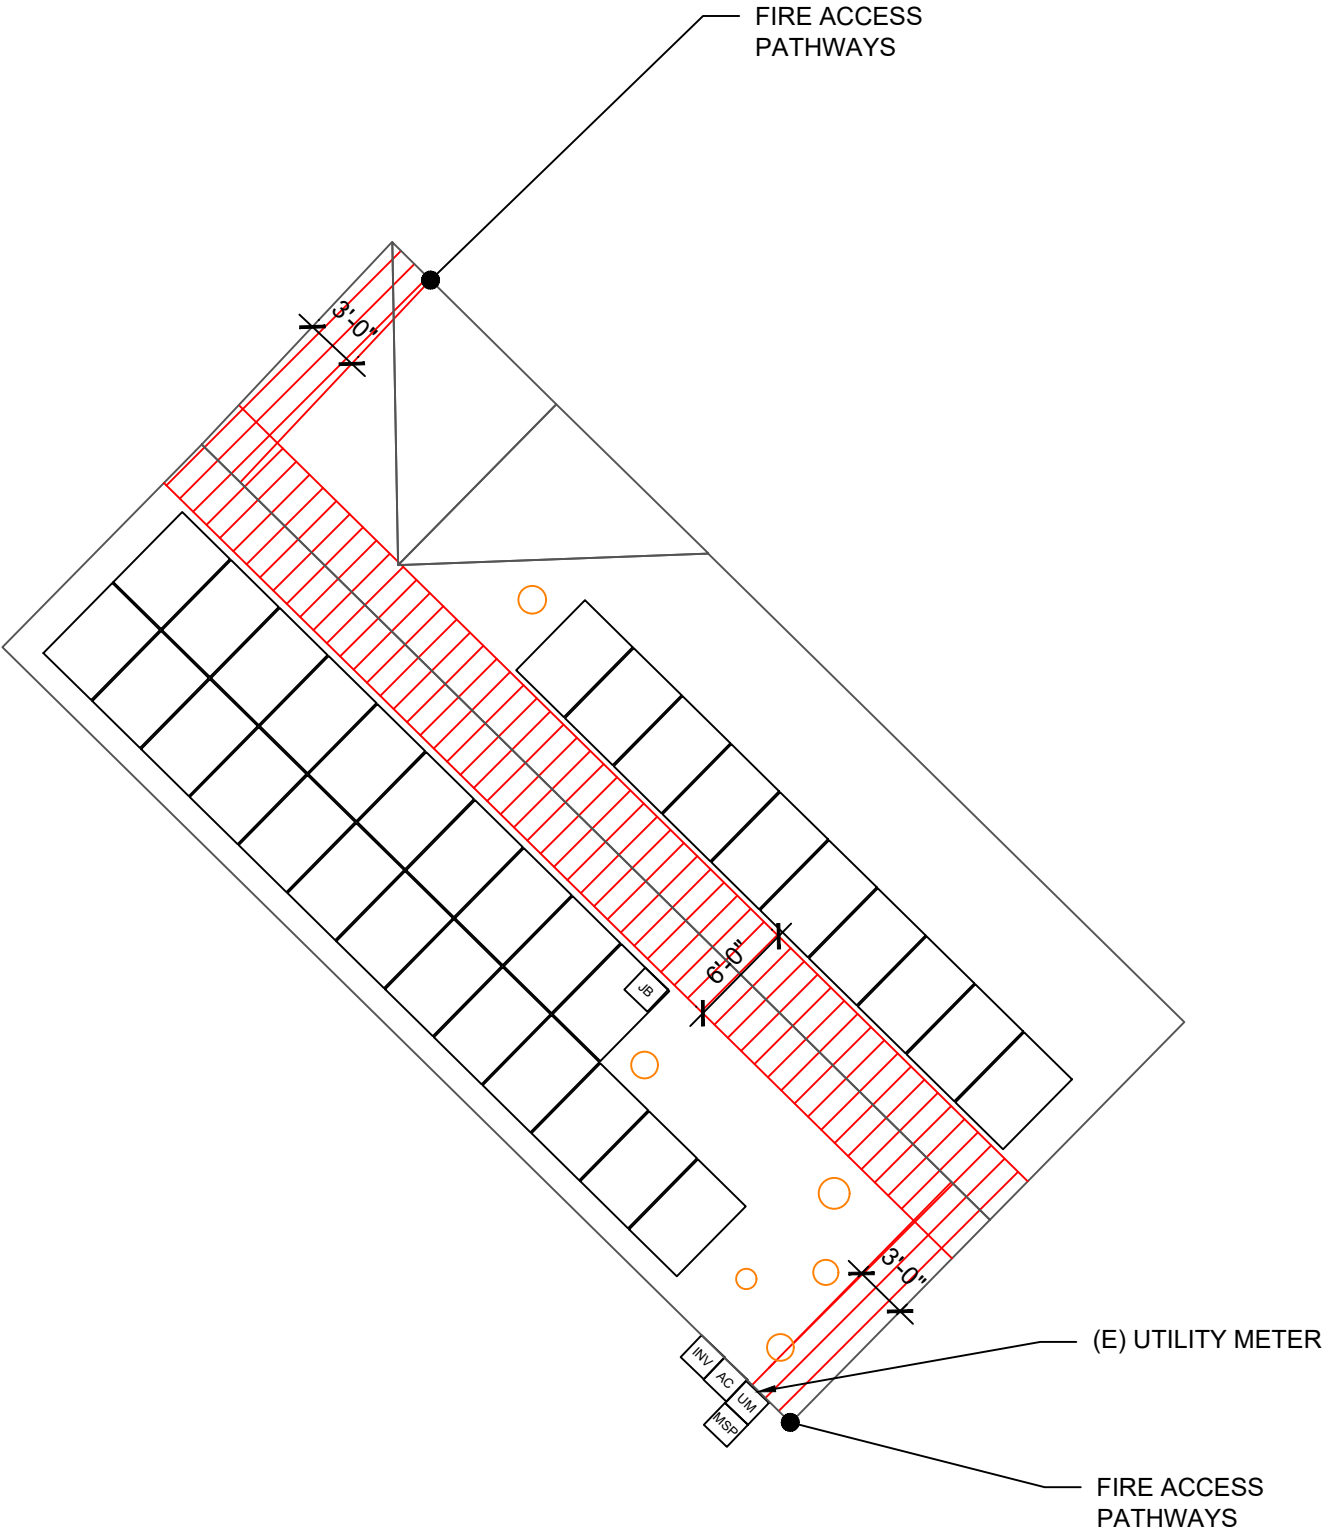 FIRE ACCESS
PATHWAYS
3'-0"
6'-0"
JB
3'-0"
(E) UTILITY METER
INV
AC
UM
MSP
FIRE ACCESS
PATHWAYS